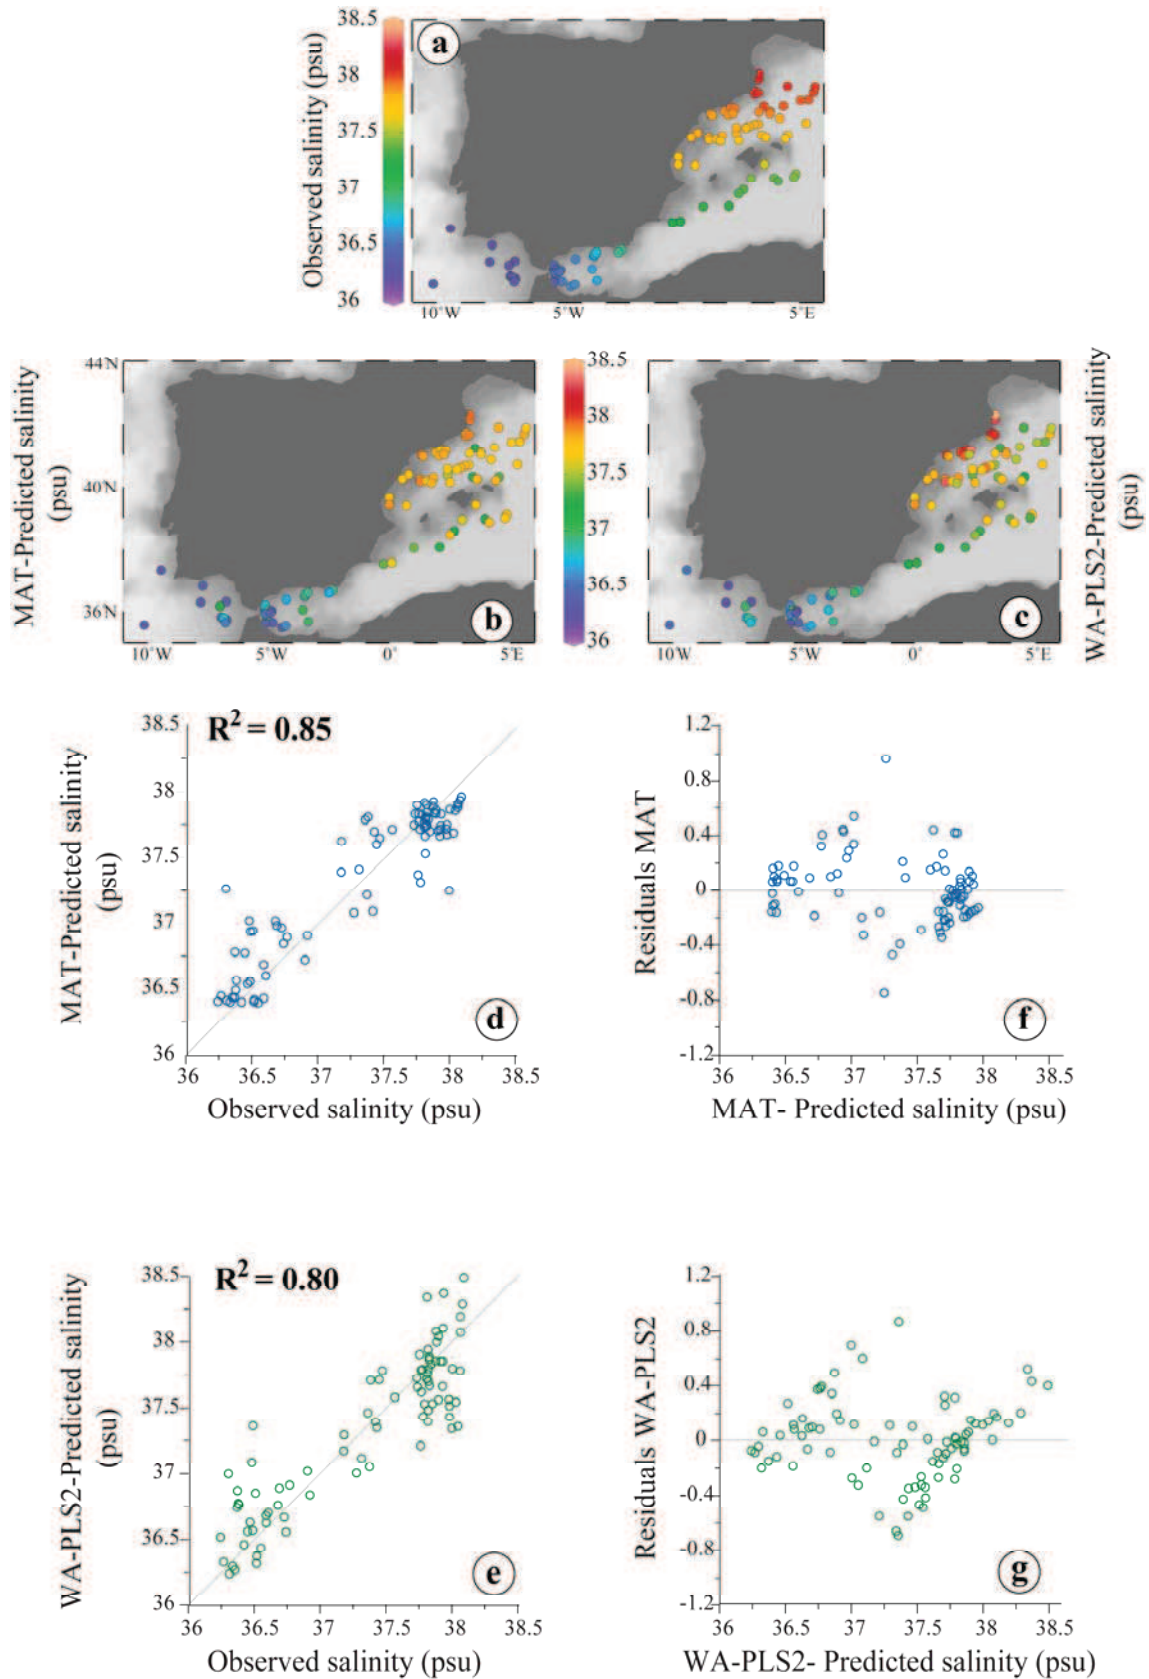 Observed salinity (psu)
38.5
38
37.5
37
36.5
36
a
10°W
5°W
5°E
MAT-Predicted salinity
(psu)
44°N
40°N
36°N
b
10°W
5°W
0°
5°E
38.5
38
37.5
37
36.5
36
c
10°W
5°W
0°
5°E
WA-PLS2-Predicted salinity
(psu)
MAT-Predicted salinity
(psu)
R² = 0.85
38.5
38
37.5
37
36.5
36
d
36
36.5
37
37.5
38
38.5
Observed salinity (psu)
Residuals MAT
1.2
0.8
0.4
0
-0.4
-0.8
-1.2
f
36
36.5
37
37.5
38
38.5
MAT- Predicted salinity (psu)
WA-PLS2-Predicted salinity
(psu)
R² = 0.80
38.5
38
37.5
37
36.5
36
e
36
36.5
37
37.5
38
38.5
Observed salinity (psu)
Residuals WA-PLS2
1.2
0.8
0.4
0
-0.4
-0.8
-1.2
g
36
36.5
37
37.5
38
38.5
WA-PLS2- Predicted salinity (psu)